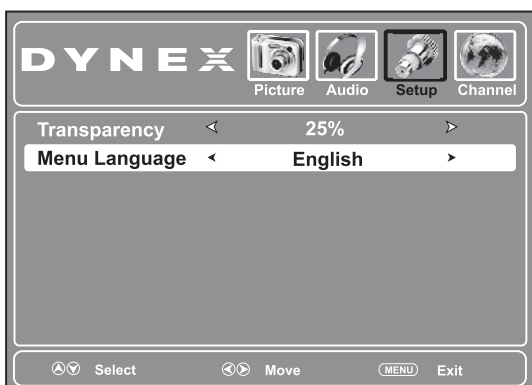 DYNEX
Picture Audio Setup Channel
Transparency 25%
Menu Language English
Select Move MENU Exit